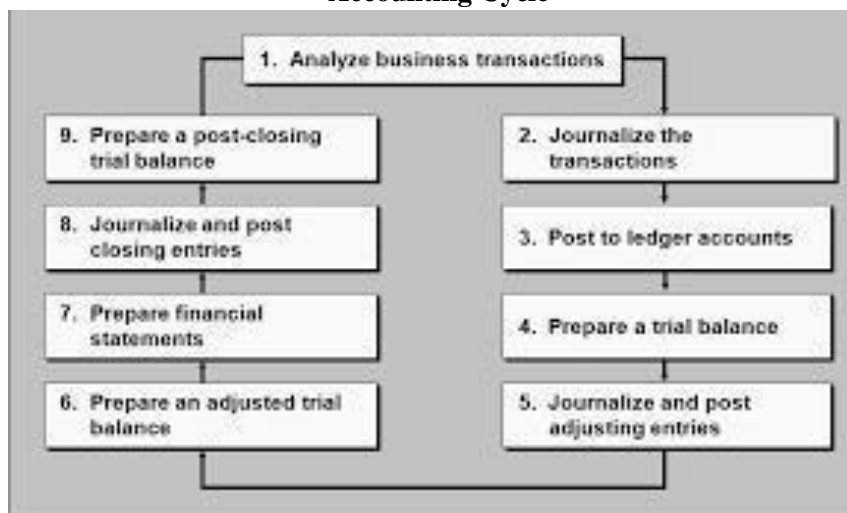 Accounting Cycle
1. Analyze business transactions
2. Journalize the
transactions
3. Post to ledger accounts
4. Prepare a trial balance
5. Journalize and post
adjusting entries
6. Prepare an adjusted trial
balance
7. Prepare financial
statements
8. Journalize and post
closing entries
9. Prepare a post-closing
trial balance